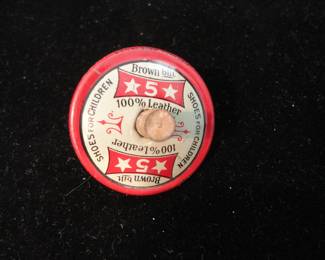 Brown bilt
★ 5 ★
100% Leather
SHOES FOR CHILDREN
SHOES FOR CHILDREN
100% Leather
★ 5 ★
Brown bilt